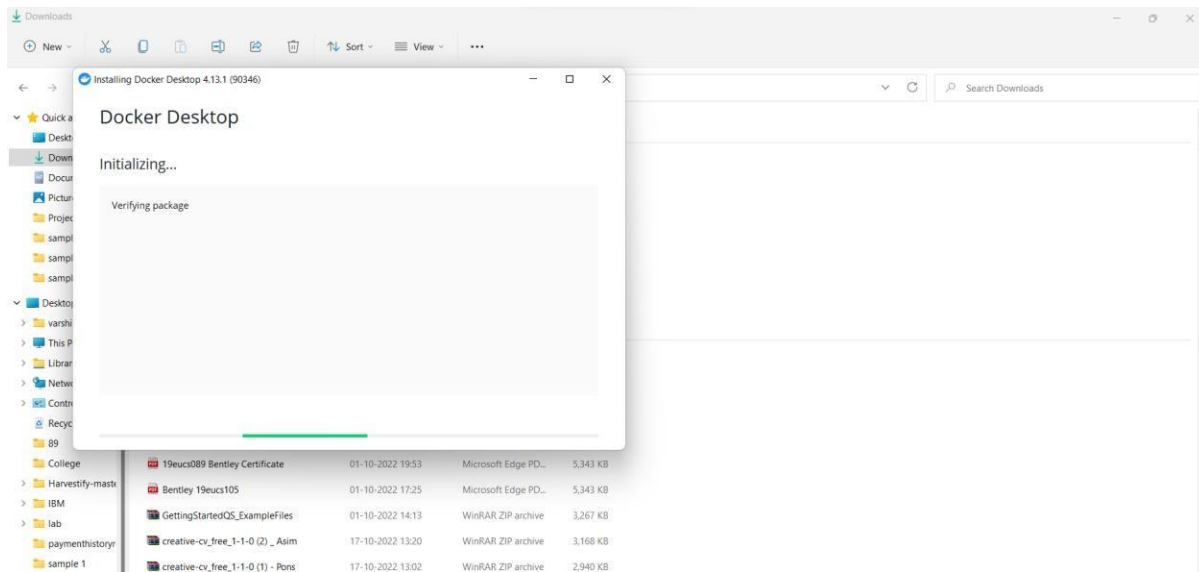 Downloads
New Sort View ...
Installing Docker Desktop 4.13.1 (90346)
Search Downloads
Docker Desktop
Initializing...
Verifying package
Quick a
Deskt
Down
Docur
Pictur
Projec
sampl
sampl
sampl
Desktop
varshi
This P
Librar
Netwo
Contro
Recyc
89
College
Harvestify-maste
IBM
lab
paymenthistoryr
sample 1
19eucs089 Bentley Certificate 01-10-2022 19:53 Microsoft Edge PD... 5,343 KB
Bentley 19eucs105 01-10-2022 17:25 Microsoft Edge PD... 5,343 KB
GettingStartedQS_ExampleFiles 01-10-2022 14:13 WinRAR ZIP archive 3,267 KB
creative-cv_free_1-1-0 (2) _ Asim 17-10-2022 13:20 WinRAR ZIP archive 3,168 KB
creative-cv_free_1-1-0 (1) - Pons 17-10-2022 13:02 WinRAR ZIP archive 2,940 KB